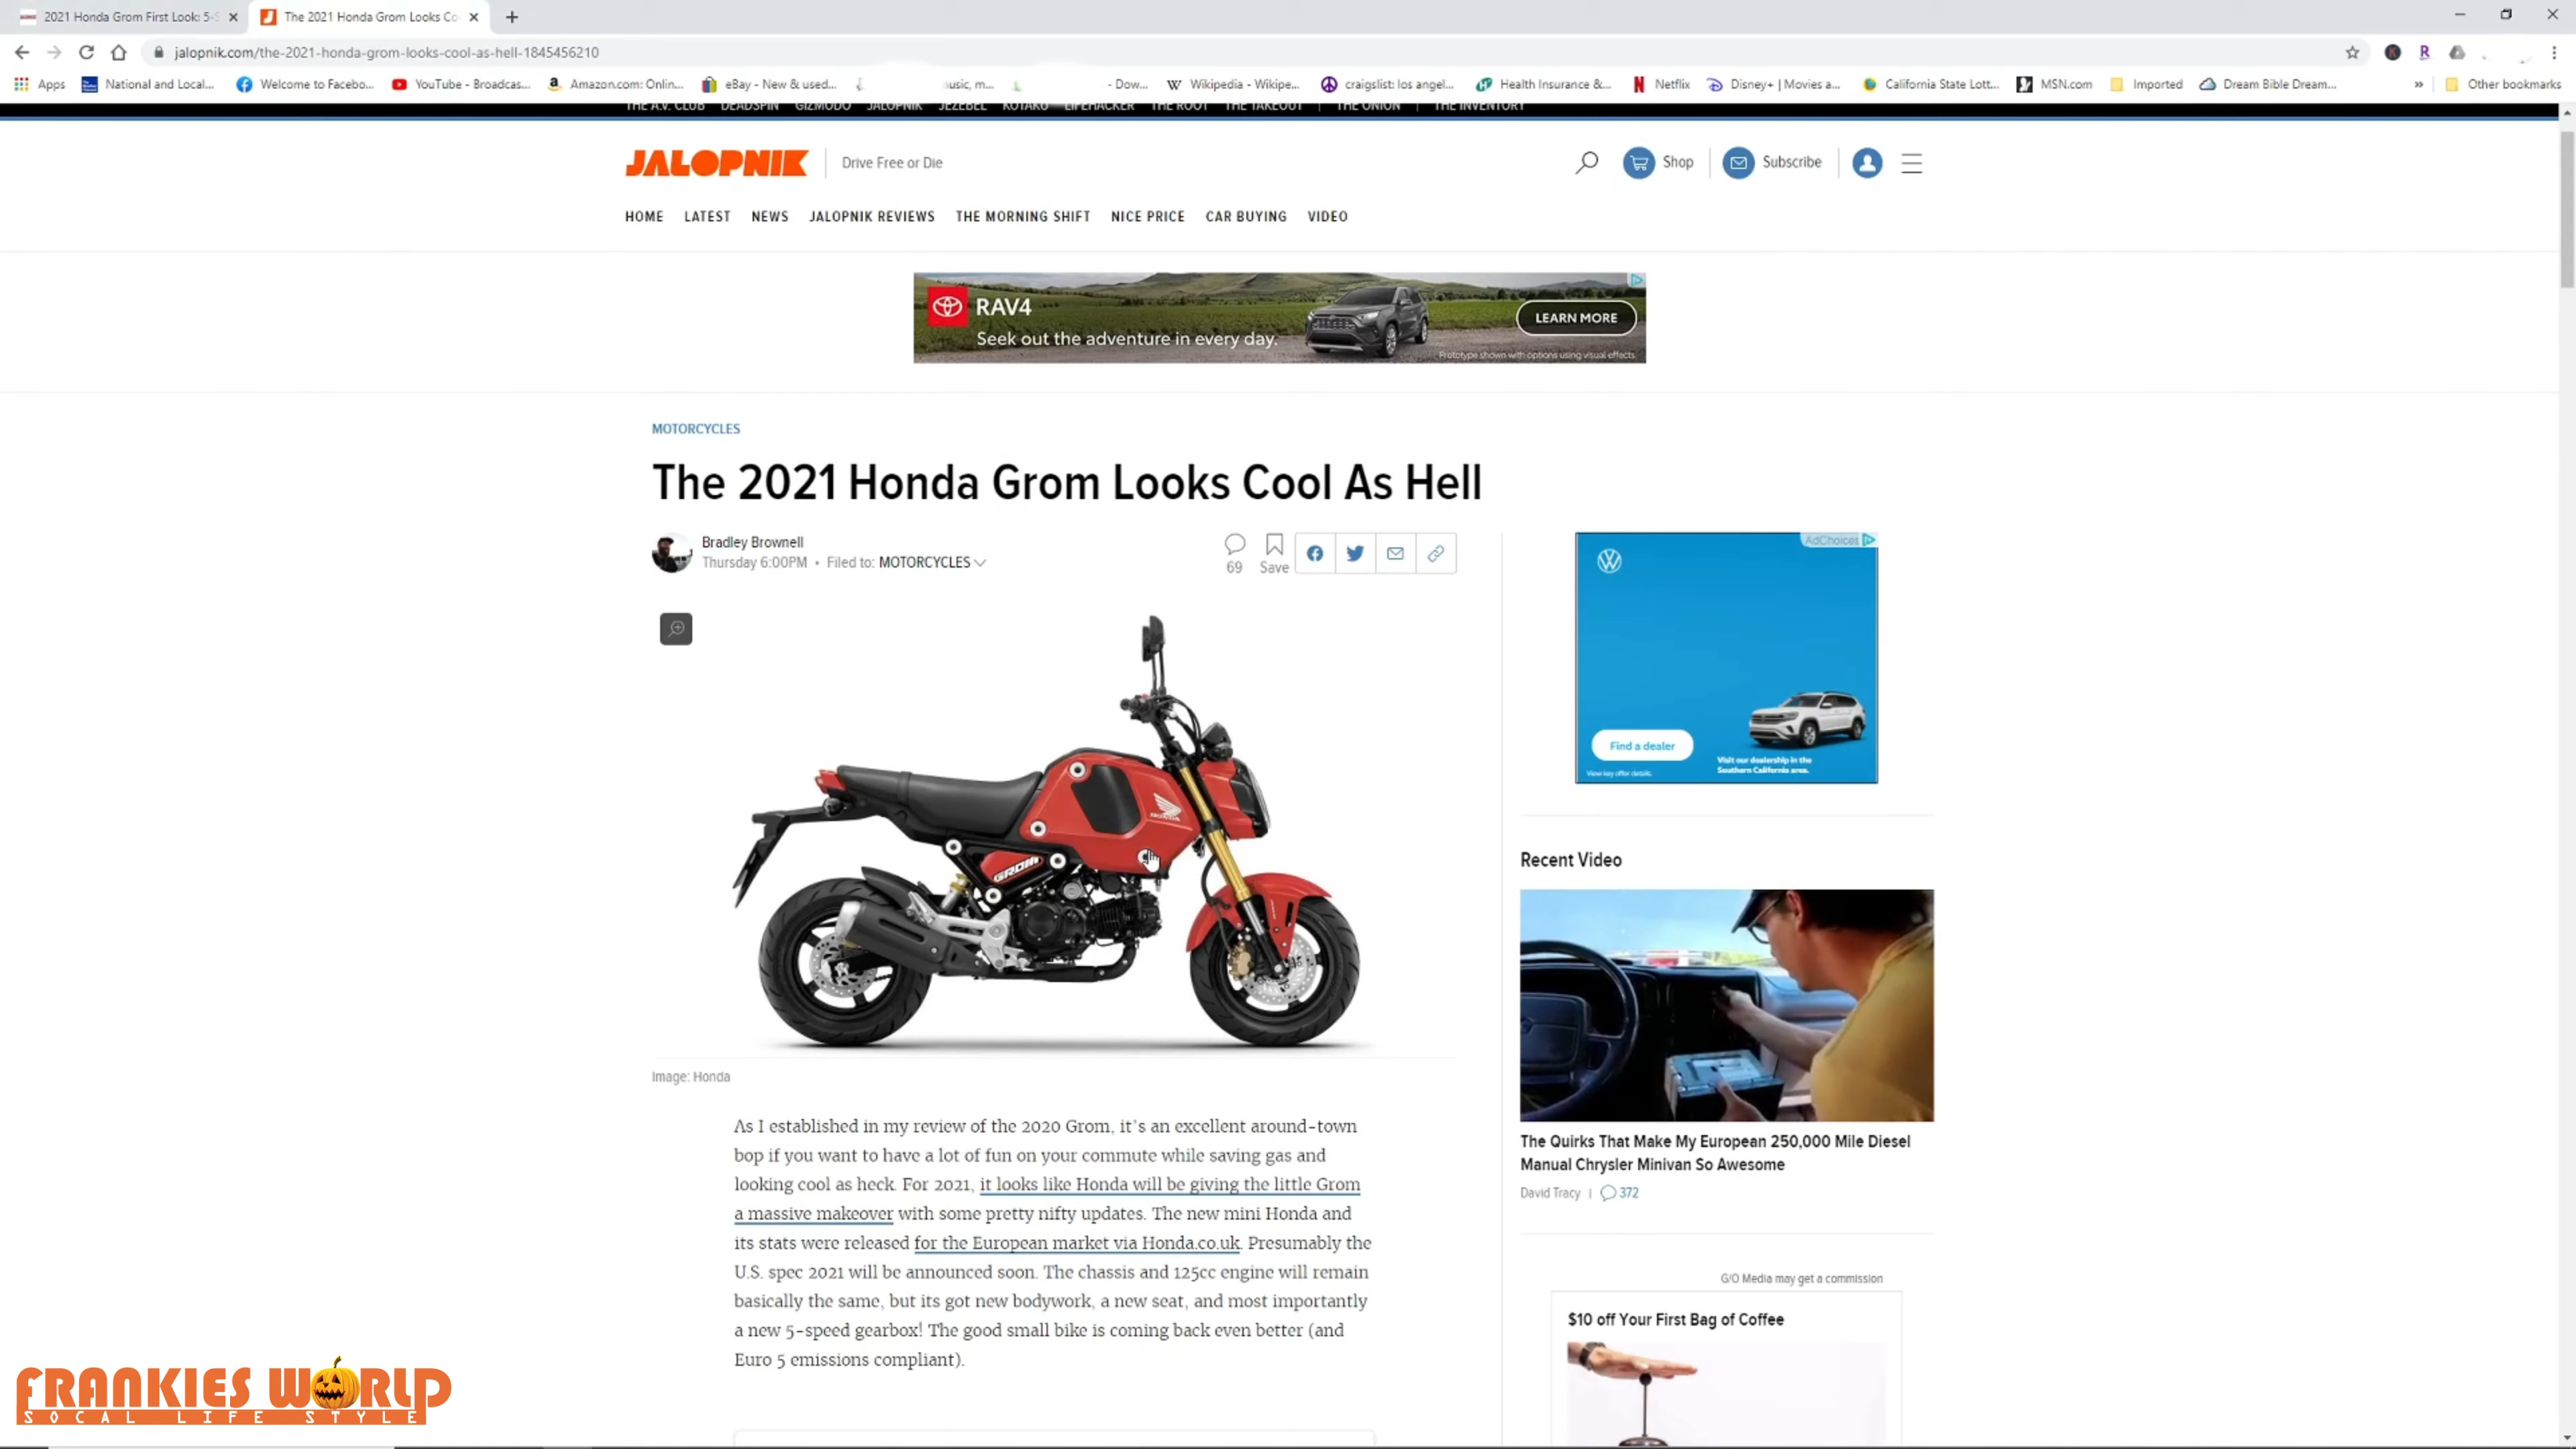 2021 Honda Grom First Look: 5-S
The 2021 Honda Grom Looks Co
jalopnik.com/the-2021-honda-grom-looks-cool-as-hell-1845456210
Apps National and Local... Welcome to Facebo... YouTube - Broadcas... Amazon.com: Onlin... eBay - New & used... usic, m... - Dow... Wikipedia - Wikipe... craigslist: los angel... Health Insurance &... Netflix Disney+ | Movies a... California State Lott... MSN.com Imported Dream Bible Dream... » Other bookmarks
THE A.V. CLUB DEADSPIN GIZMODO JALOPNIK JEZEBEL KOTAKU LIFEHACKER THE ROOT THE TAKEOUT THE ONION THE INVENTORY
JALOPNIK Drive Free or Die Shop Subscribe
HOME LATEST NEWS JALOPNIK REVIEWS THE MORNING SHIFT NICE PRICE CAR BUYING VIDEO
RAV4
Seek out the adventure in every day.
LEARN MORE
Prototype shown with options using visual effects.
MOTORCYCLES
The 2021 Honda Grom Looks Cool As Hell
Bradley Brownell
Thursday 6:00PM • Filed to: MOTORCYCLES
69 Save
HONDA
GROM
Image: Honda
As I established in my review of the 2020 Grom, it's an excellent around-town
bop if you want to have a lot of fun on your commute while saving gas and
looking cool as heck. For 2021, it looks like Honda will be giving the little Grom
a massive makeover with some pretty nifty updates. The new mini Honda and
its stats were released for the European market via Honda.co.uk. Presumably the
U.S. spec 2021 will be announced soon. The chassis and 125cc engine will remain
basically the same, but its got new bodywork, a new seat, and most importantly
a new 5-speed gearbox! The good small bike is coming back even better (and
Euro 5 emissions compliant).
AdChoices
Find a dealer
View key offer details.
Visit our dealership in the
Southern California area.
Recent Video
The Quirks That Make My European 250,000 Mile Diesel
Manual Chrysler Minivan So Awesome
David Tracy | 372
G/O Media may get a commission
$10 off Your First Bag of Coffee
FRANKIES WORLD
SOCAL LIFE STYLE